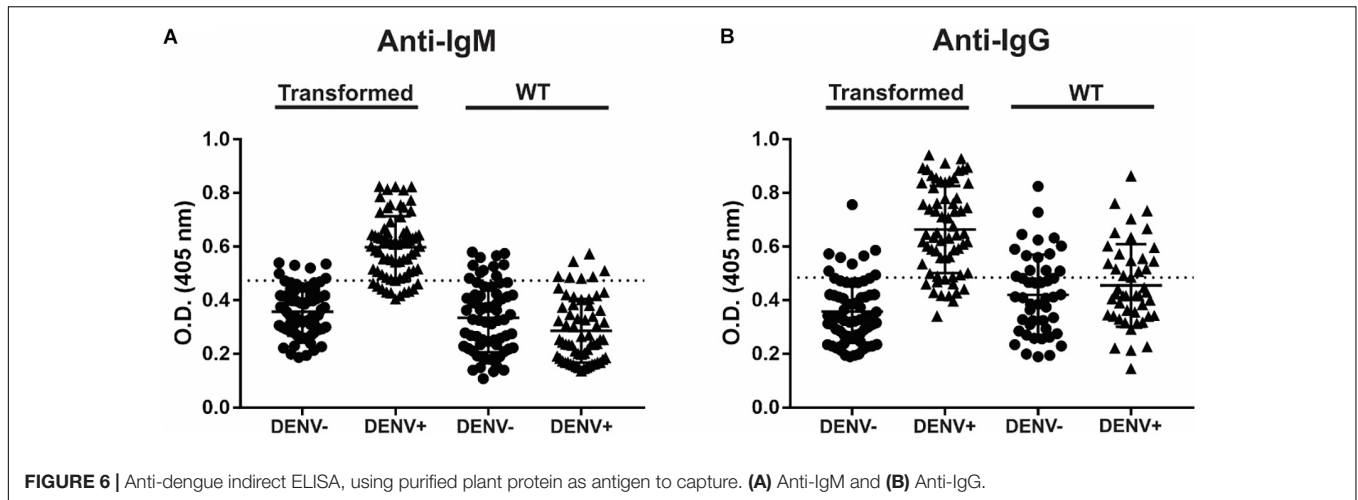 A
Anti-IgM
Transformed
WT
O.D. (405 nm)
1.0
0.8
0.6
0.4
0.2
0.0
DENV-
DENV+
DENV-
DENV+
B
Anti-IgG
Transformed
WT
O.D. (405 nm)
1.0
0.8
0.6
0.4
0.2
0.0
DENV-
DENV+
DENV-
DENV+
FIGURE 6 | Anti-dengue indirect ELISA, using purified plant protein as antigen to capture. (A) Anti-IgM and (B) Anti-IgG.